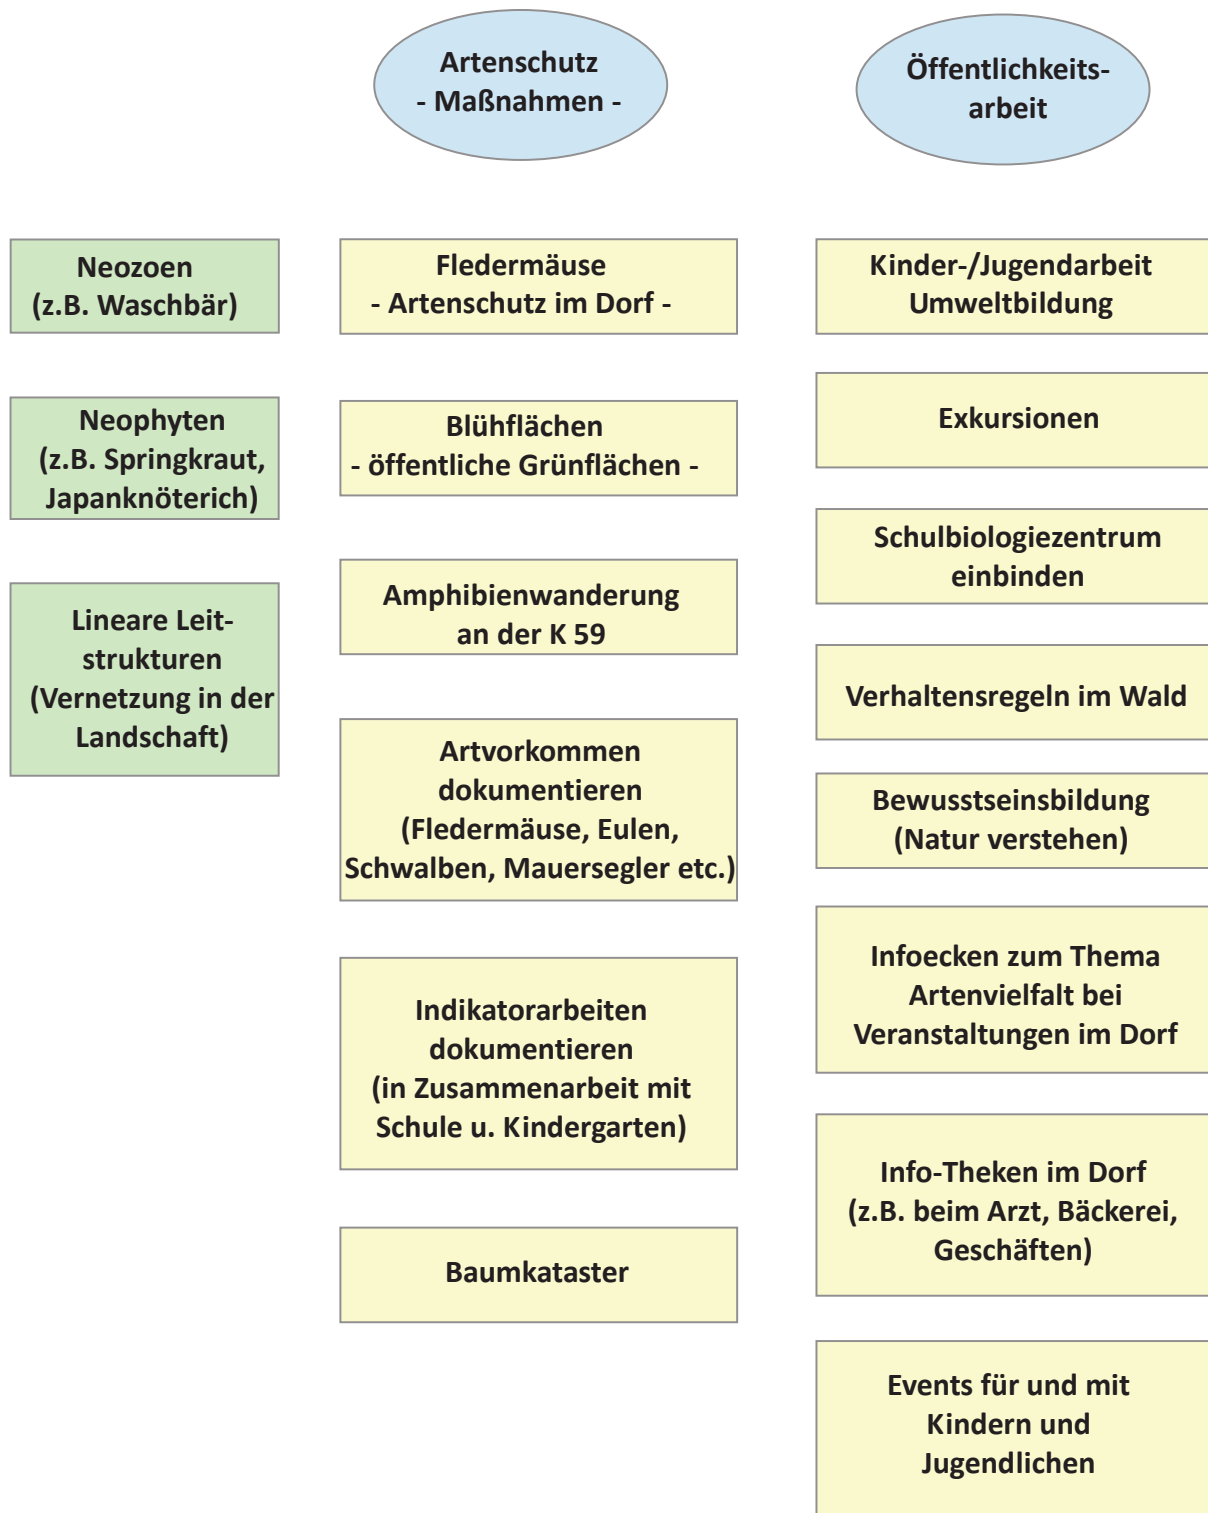 Artenschutz
- Maßnahmen -
Öffentlichkeits-
arbeit
Neozoen
(z.B. Waschbär)
Neophyten
(z.B. Springkraut,
Japanknöterich)
Lineare Leit-
strukturen
(Vernetzung in der
Landschaft)
Fledermäuse
- Artenschutz im Dorf -
Blühflächen
- öffentliche Grünflächen -
Amphibienwanderung
an der K 59
Artvorkommen
dokumentieren
(Fledermäuse, Eulen,
Schwalben, Mauersegler etc.)
Indikatorarbeiten
dokumentieren
(in Zusammenarbeit mit
Schule u. Kindergarten)
Baumkataster
Kinder-/Jugendarbeit
Umweltbildung
Exkursionen
Schulbiologiezentrum
einbinden
Verhaltensregeln im Wald
Bewusstseinsbildung
(Natur verstehen)
Infoecken zum Thema
Artenvielfalt bei
Veranstaltungen im Dorf
Info-Theken im Dorf
(z.B. beim Arzt, Bäckerei,
Geschäften)
Events für und mit
Kindern und
Jugendlichen